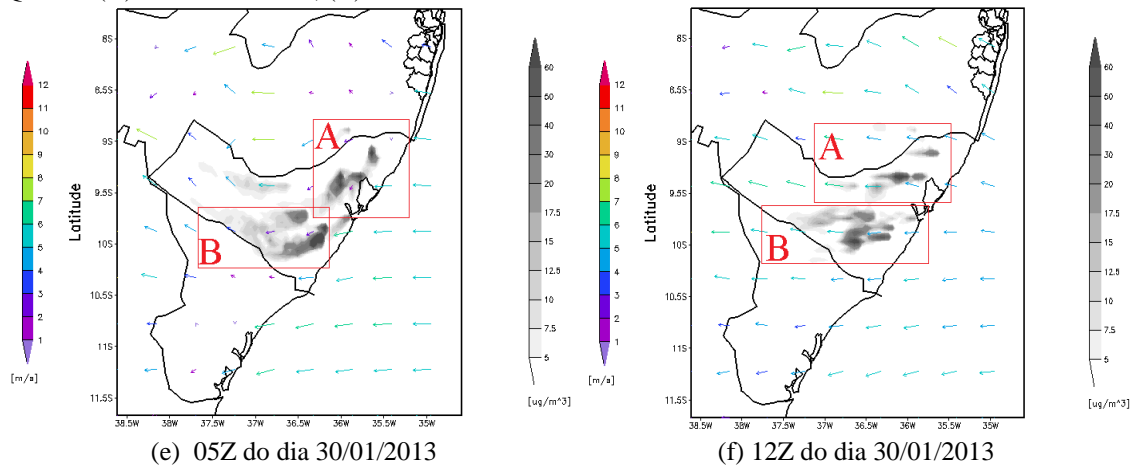 8S
8.5S
9S
9.5S
10S
10.5S
11S
11.5S
Latitude
38.5W 38W 37.5W 37W 36.5W 36W 35.5W 35W
12
11
10
9
8
7
6
5
4
3
2
1
[m/s]
A
B
60
40
30
20
17.5
12.5
10
7.5
5
[ug/m^3]
(e) 05Z do dia 30/01/2013
8S
8.5S
9S
9.5S
10S
10.5S
11S
11.5S
Latitude
38.5W 38W 37.5W 37W 36.5W 36W 35.5W 35W
12
11
10
9
8
7
6
5
4
3
2
1
[m/s]
A
B
60
40
30
20
17.5
12.5
10
7.5
5
[ug/m^3]
(f) 12Z do dia 30/01/2013